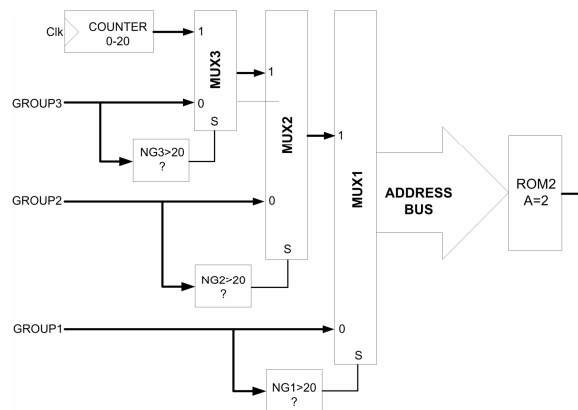 Clk
COUNTER
0-20
1
MUX3
GROUP3
0
S
NG3>20
?
1
MUX2
GROUP2
0
S
NG2>20
?
1
MUX1
GROUP1
0
S
NG1>20
?
ADDRESS
BUS
ROM2
A=2